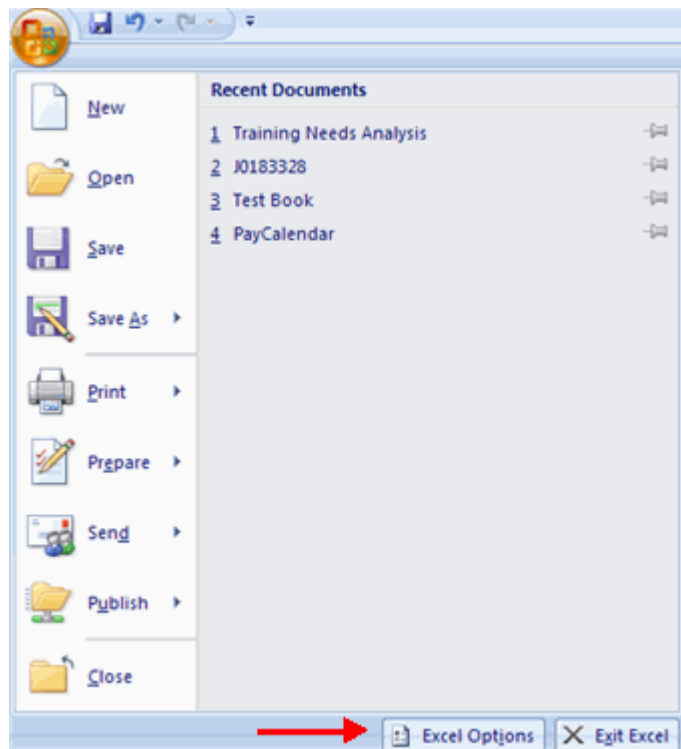 New
Open
Save
Save As
Print
Prepare
Send
Publish
Close
Recent Documents
1 Training Needs Analysis
2 J0183328
3 Test Book
4 PayCalendar
Excel Options
Exit Excel